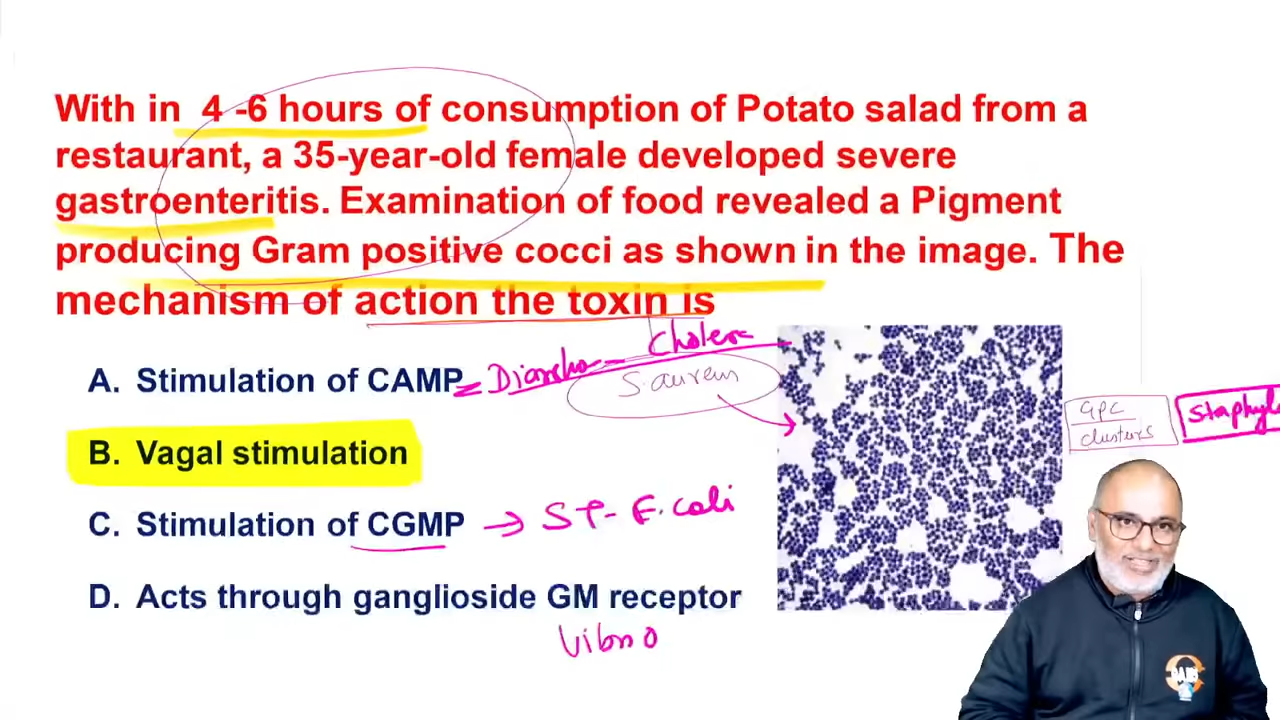 With in 4 -6 hours of consumption of Potato salad from a
restaurant, a 35-year-old female developed severe
gastroenteritis. Examination of food revealed a Pigment
producing Gram positive cocci as shown in the image. The
mechanism of action the toxin is
A. Stimulation of CAMP = Diarrhoea - Cholera
S. aureus
GPC
clusters
Staphylo
B. Vagal stimulation
C. Stimulation of CGMP → ST- E. coli
D. Acts through ganglioside GM receptor
Vibrio
DAMS